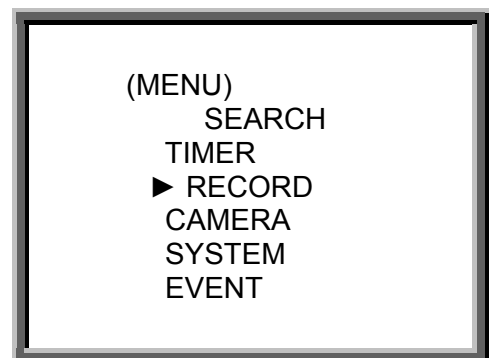 (MENU)
SEARCH
TIMER
► RECORD
CAMERA
SYSTEM
EVENT